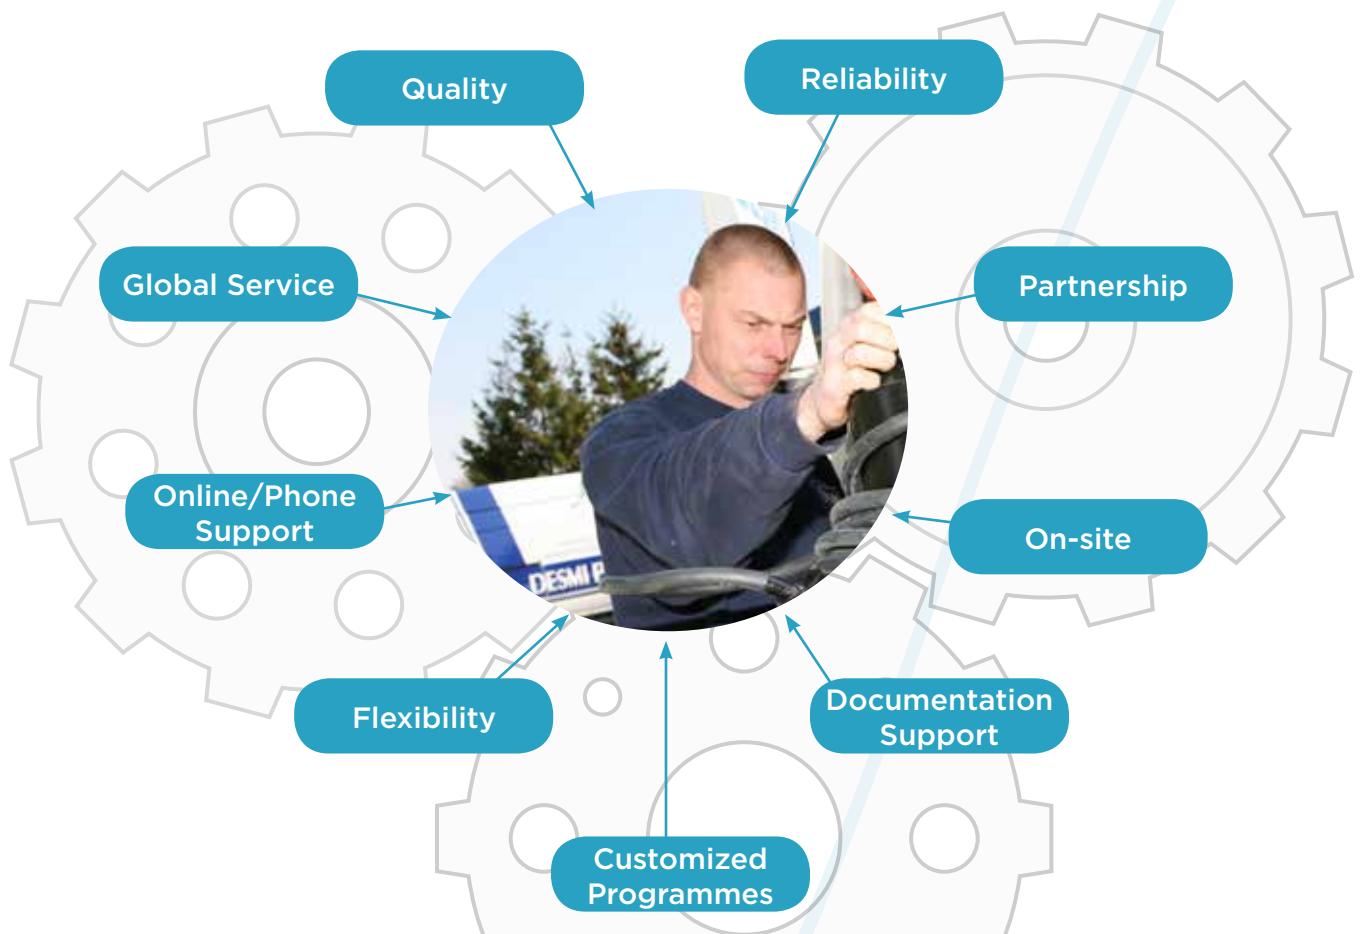 Quality
Reliability
Global Service
Partnership
Online/Phone
Support
On-site
DESMI P
Flexibility
Documentation
Support
Customized
Programmes